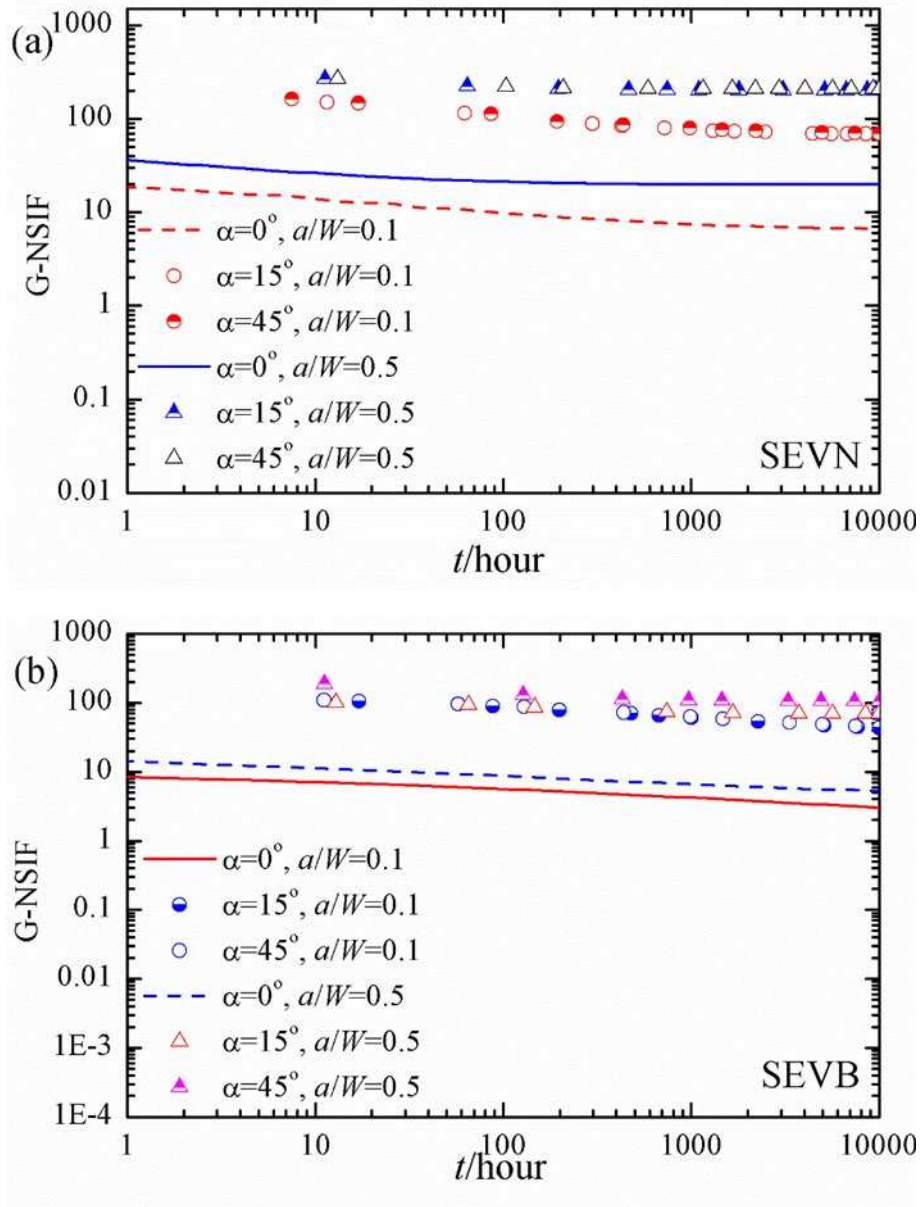 (a)
1000
100
10
1
0.1
0.01
G-NSIF
α=0°, a/W=0.1
α=15°, a/W=0.1
α=45°, a/W=0.1
α=0°, a/W=0.5
α=15°, a/W=0.5
α=45°, a/W=0.5
SEVN
1 10 100 1000 10000
t/hour
(b)
1000
100
10
1
0.1
0.01
1E-3
1E-4
G-NSIF
α=0°, a/W=0.1
α=15°, a/W=0.1
α=45°, a/W=0.1
α=0°, a/W=0.5
α=15°, a/W=0.5
α=45°, a/W=0.5
SEVB
1 10 100 1000 10000
t/hour